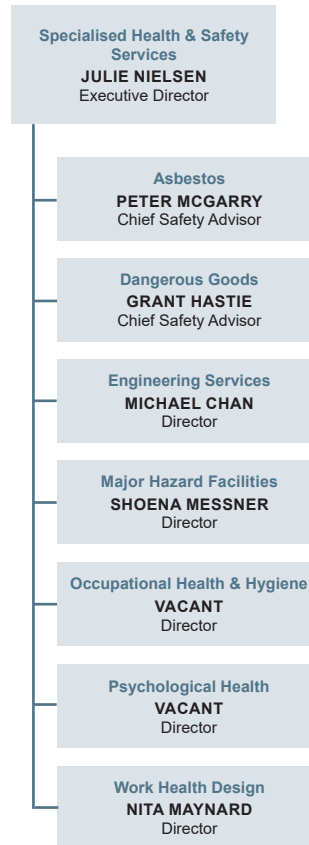 Specialised Health & Safety
Services
JULIE NIELSEN
Executive Director
Asbestos
PETER MCGARRY
Chief Safety Advisor
Dangerous Goods
GRANT HASTIE
Chief Safety Advisor
Engineering Services
MICHAEL CHAN
Director
Major Hazard Facilities
SHOENA MESSNER
Director
Occupational Health & Hygiene
VACANT
Director
Psychological Health
VACANT
Director
Work Health Design
NITA MAYNARD
Director